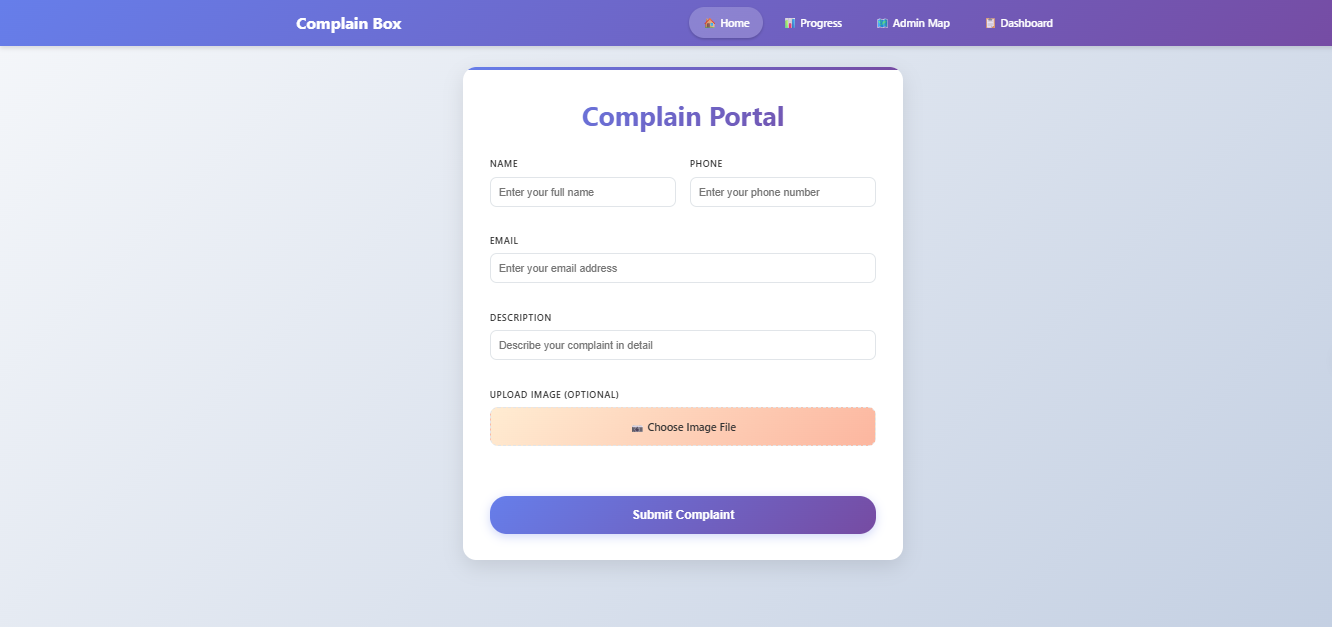 Complain Box
Home Progress Admin Map Dashboard
Complain Portal
NAME PHONE
Enter your full name Enter your phone number
EMAIL
Enter your email address
DESCRIPTION
Describe your complaint in detail
UPLOAD IMAGE (OPTIONAL)
Choose Image File
Submit Complaint